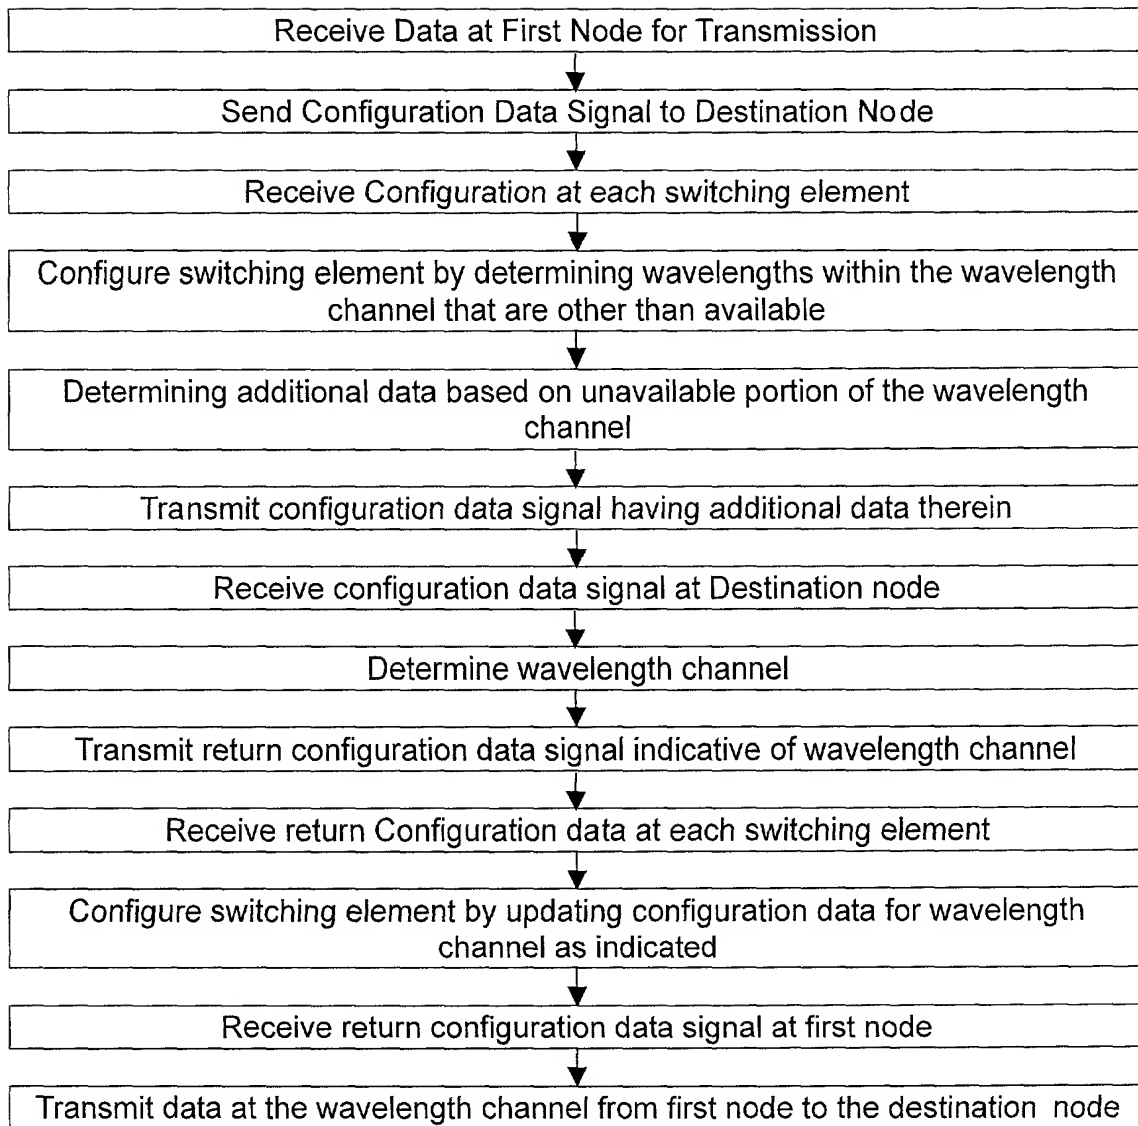 Receive Data at First Node for Transmission
Send Configuration Data Signal to Destination Node
Receive Configuration at each switching element
Configure switching element by determining wavelengths within the wavelength
channel that are other than available
Determining additional data based on unavailable portion of the wavelength
channel
Transmit configuration data signal having additional data therein
Receive configuration data signal at Destination node
Determine wavelength channel
Transmit return configuration data signal indicative of wavelength channel
Receive return Configuration data at each switching element
Configure switching element by updating configuration data for wavelength
channel as indicated
Receive return configuration data signal at first node
Transmit data at the wavelength channel from first node to the destination node